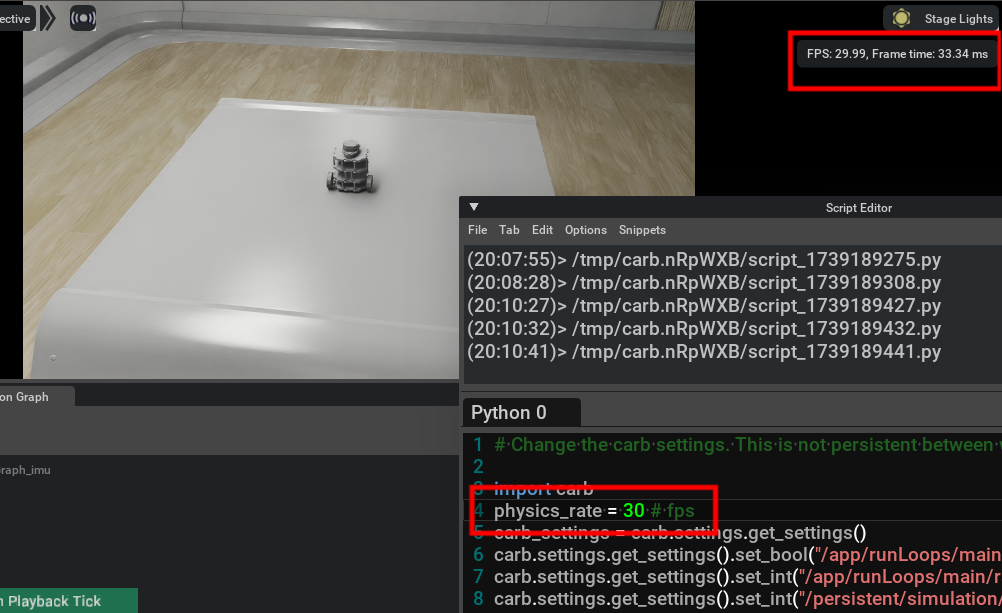 ective
Stage Lights
FPS: 29.99, Frame time: 33.34 ms
Script Editor
File Tab Edit Options Snippets
(20:07:55)> /tmp/carb.nRpWXB/script_1739189275.py
(20:08:28)> /tmp/carb.nRpWXB/script_1739189308.py
(20:10:27)> /tmp/carb.nRpWXB/script_1739189427.py
(20:10:32)> /tmp/carb.nRpWXB/script_1739189432.py
(20:10:41)> /tmp/carb.nRpWXB/script_1739189441.py
on Graph
Python 0
1 # Change the carb settings. This is not persistent between
2
raph_imu
3 import carb
4 physics_rate = 30 # fps
5 carb_settings = carb.settings.get_settings()
6 carb.settings.get_settings().set_bool("/app/runLoops/main
7 carb.settings.get_settings().set_int("/app/runLoops/main/r
8 carb.settings.get_settings().set_int("/persistent/simulation/
n Playback Tick